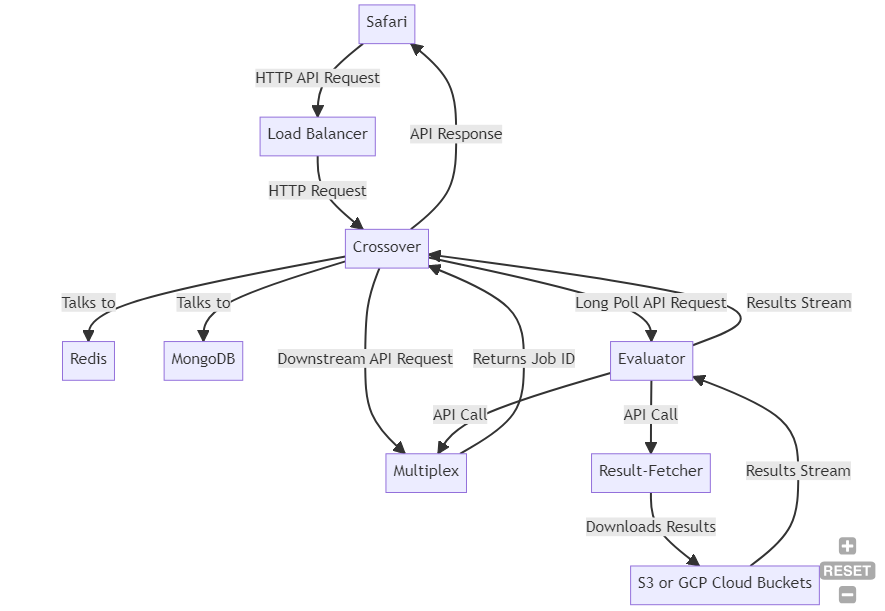 Safari
HTTP API Request
Load Balancer
API Response
HTTP Request
Crossover
Talks to
Talks to
Long Poll API Request
Results Stream
Redis
MongoDB
Downstream API Request
Returns Job ID
Evaluator
API Call
API Call
Multiplex
Result-Fetcher
Results Stream
Downloads Results
S3 or GCP Cloud Buckets
RESET